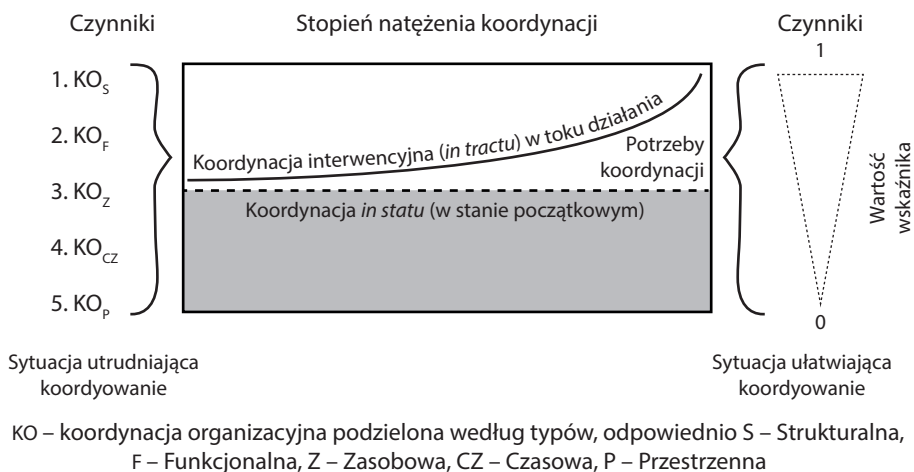 Czynniki
Stopień natężenia koordynacji
Czynniki
1. KO_S
2. KO_F
3. KO_Z
4. KO_CZ
5. KO_P
Koordynacja interwencyjna (in tractu) w toku działania
Potrzeby
koordynacji
Koordynacja in statu (w stanie początkowym)
1
0
Wartość
wskaźnika
Sytuacja utrudniająca
koordyowanie
Sytuacja ułatwiająca
koordyowanie
KO – koordynacja organizacyjna podzielona według typów, odpowiednio S – Strukturalna,
F – Funkcjonalna, Z – Zasobowa, CZ – Czasowa, P – Przestrzenna